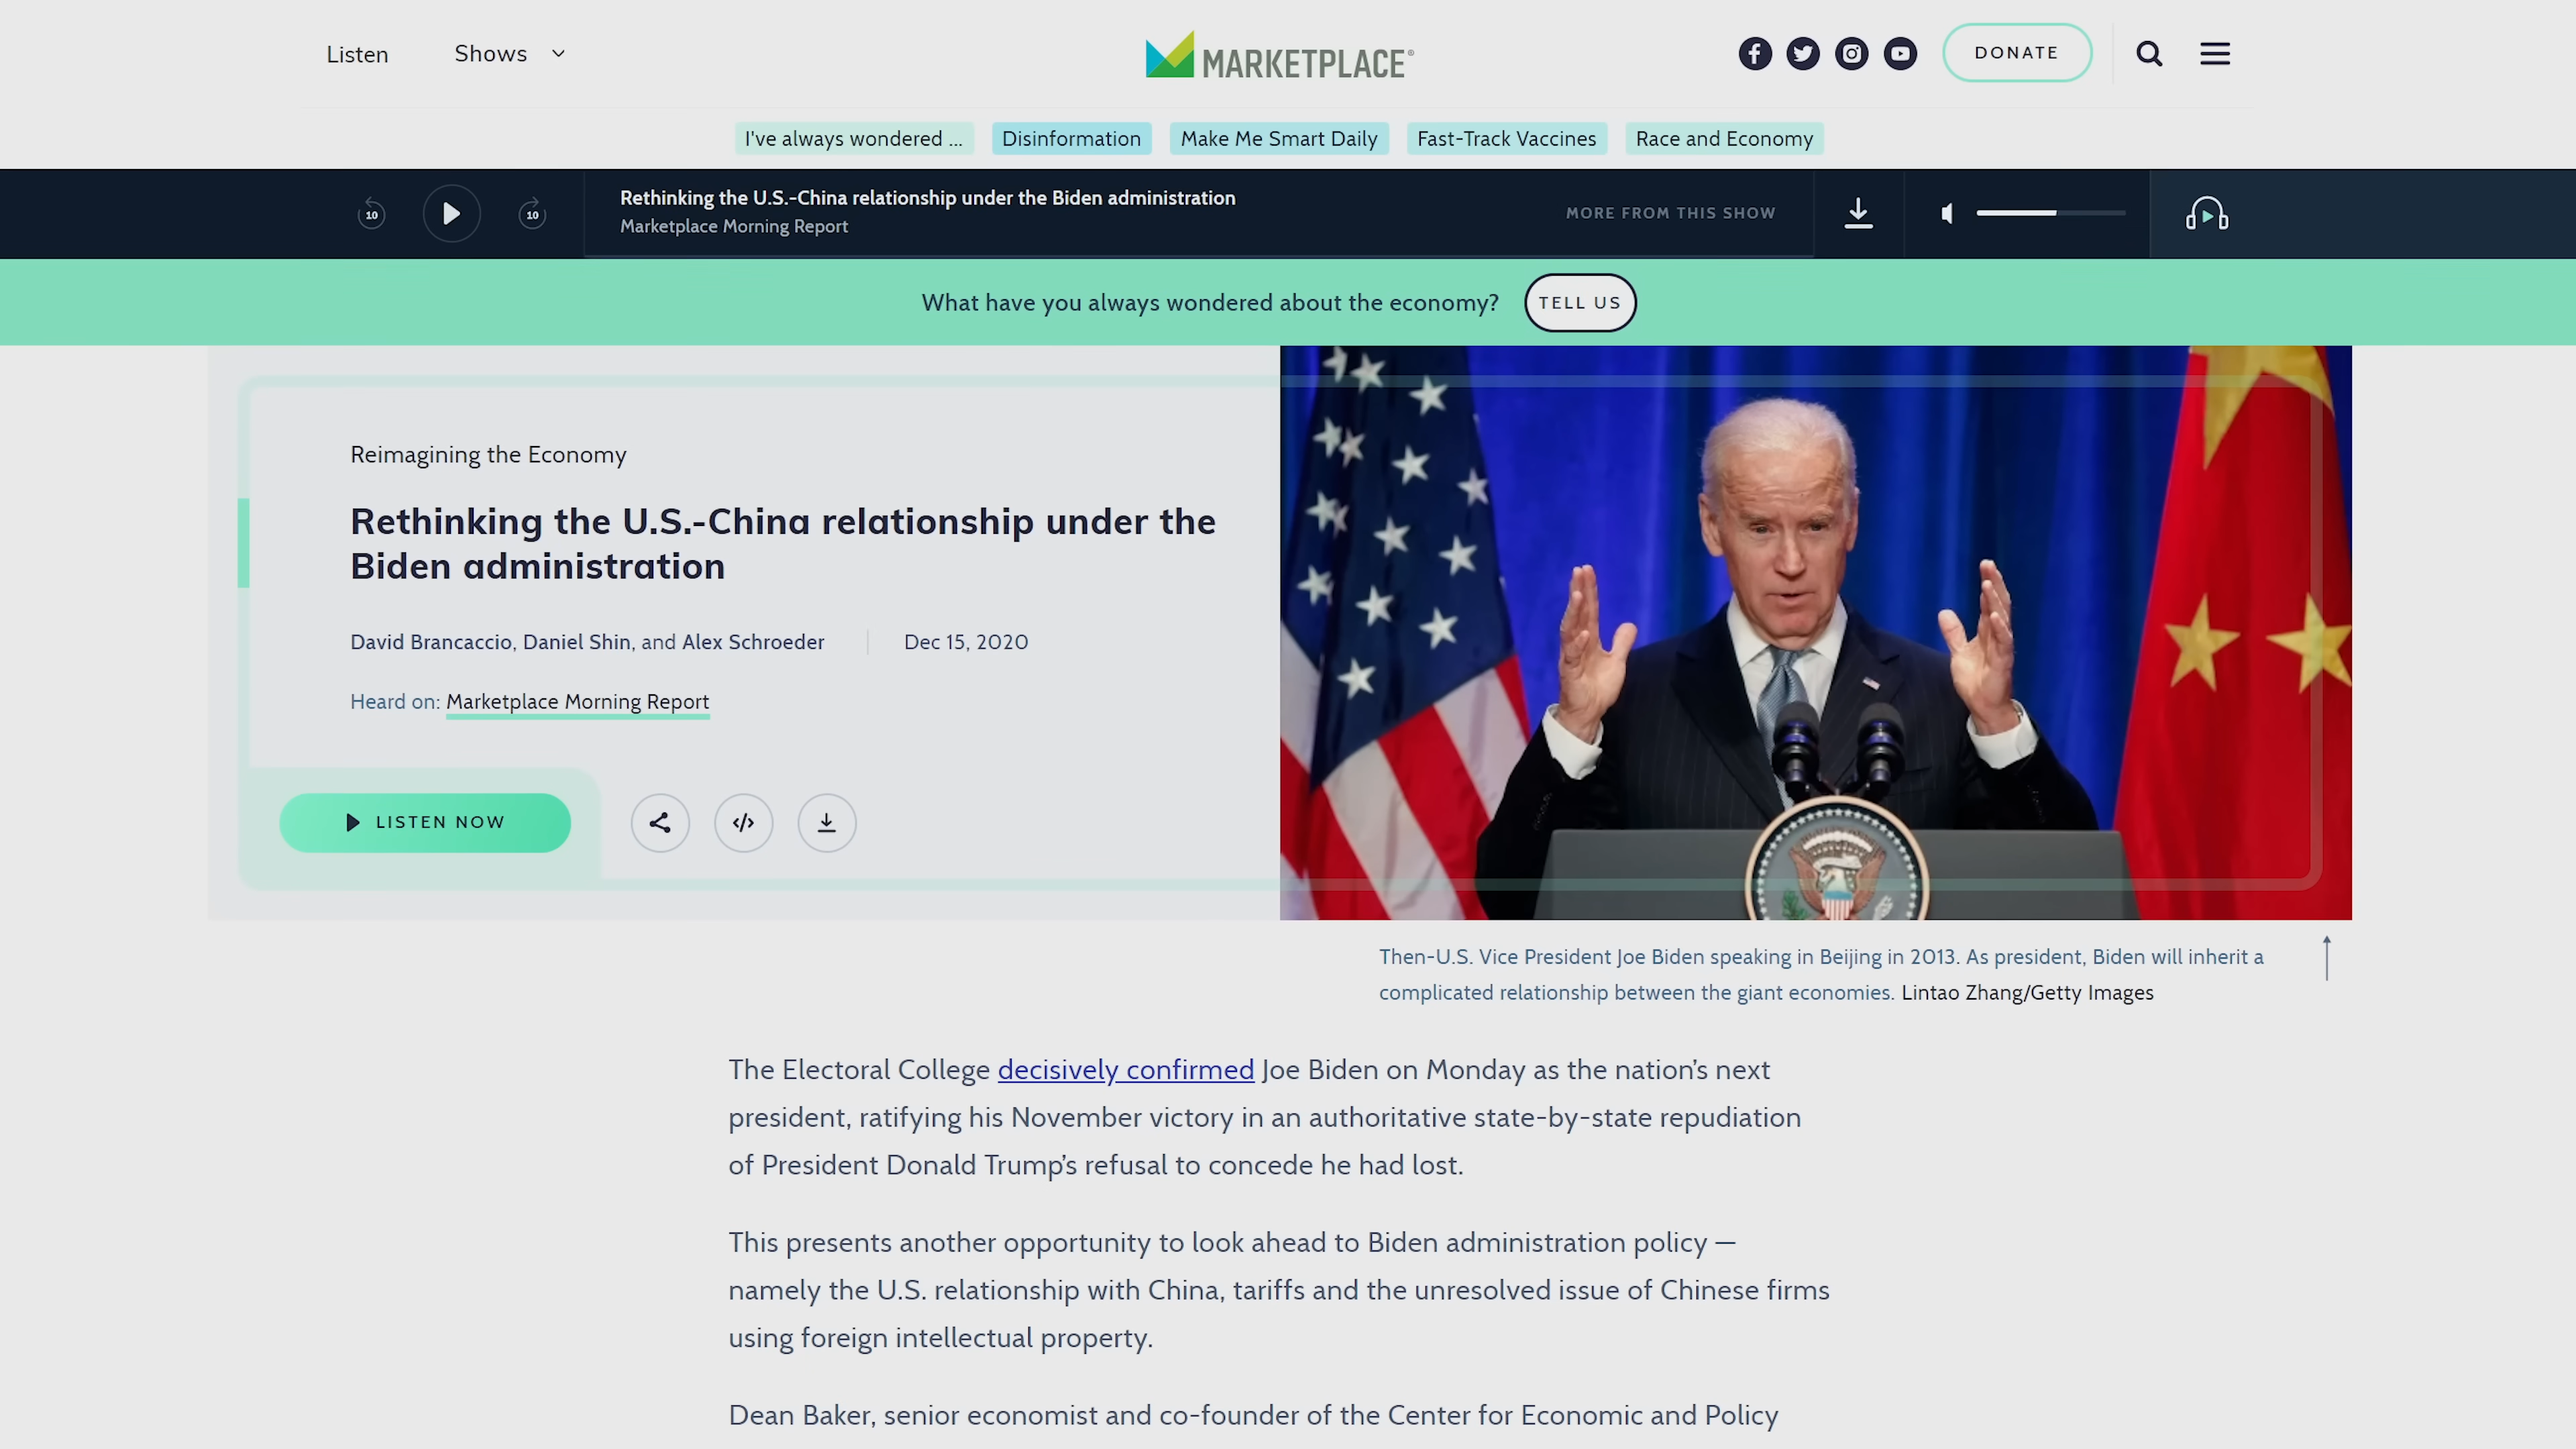 Listen
Shows
MARKETPLACE®
DONATE
I've always wondered ...
Disinformation
Make Me Smart Daily
Fast-Track Vaccines
Race and Economy
10
10
Rethinking the U.S.-China relationship under the Biden administration
Marketplace Morning Report
MORE FROM THIS SHOW
What have you always wondered about the economy?
TELL US
Reimagining the Economy
Rethinking the U.S.-China relationship under the
Biden administration
David Brancaccio, Daniel Shin, and Alex Schroeder
Dec 15, 2020
Heard on: Marketplace Morning Report
LISTEN NOW
Then-U.S. Vice President Joe Biden speaking in Beijing in 2013. As president, Biden will inherit a
complicated relationship between the giant economies. Lintao Zhang/Getty Images
The Electoral College decisively confirmed Joe Biden on Monday as the nation’s next
president, ratifying his November victory in an authoritative state-by-state repudiation
of President Donald Trump’s refusal to concede he had lost.
This presents another opportunity to look ahead to Biden administration policy —
namely the U.S. relationship with China, tariffs and the unresolved issue of Chinese firms
using foreign intellectual property.
Dean Baker, senior economist and co-founder of the Center for Economic and Policy